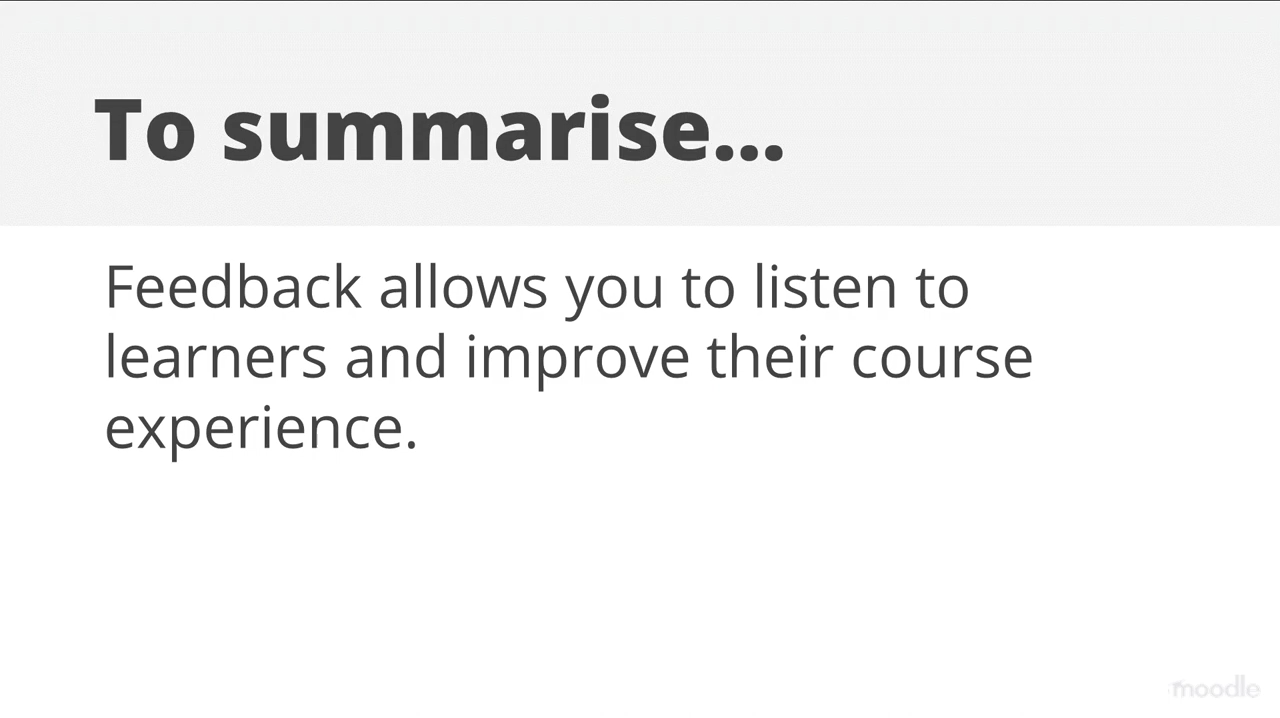 To summarise...
Feedback allows you to listen to
learners and improve their course
experience.
moodle